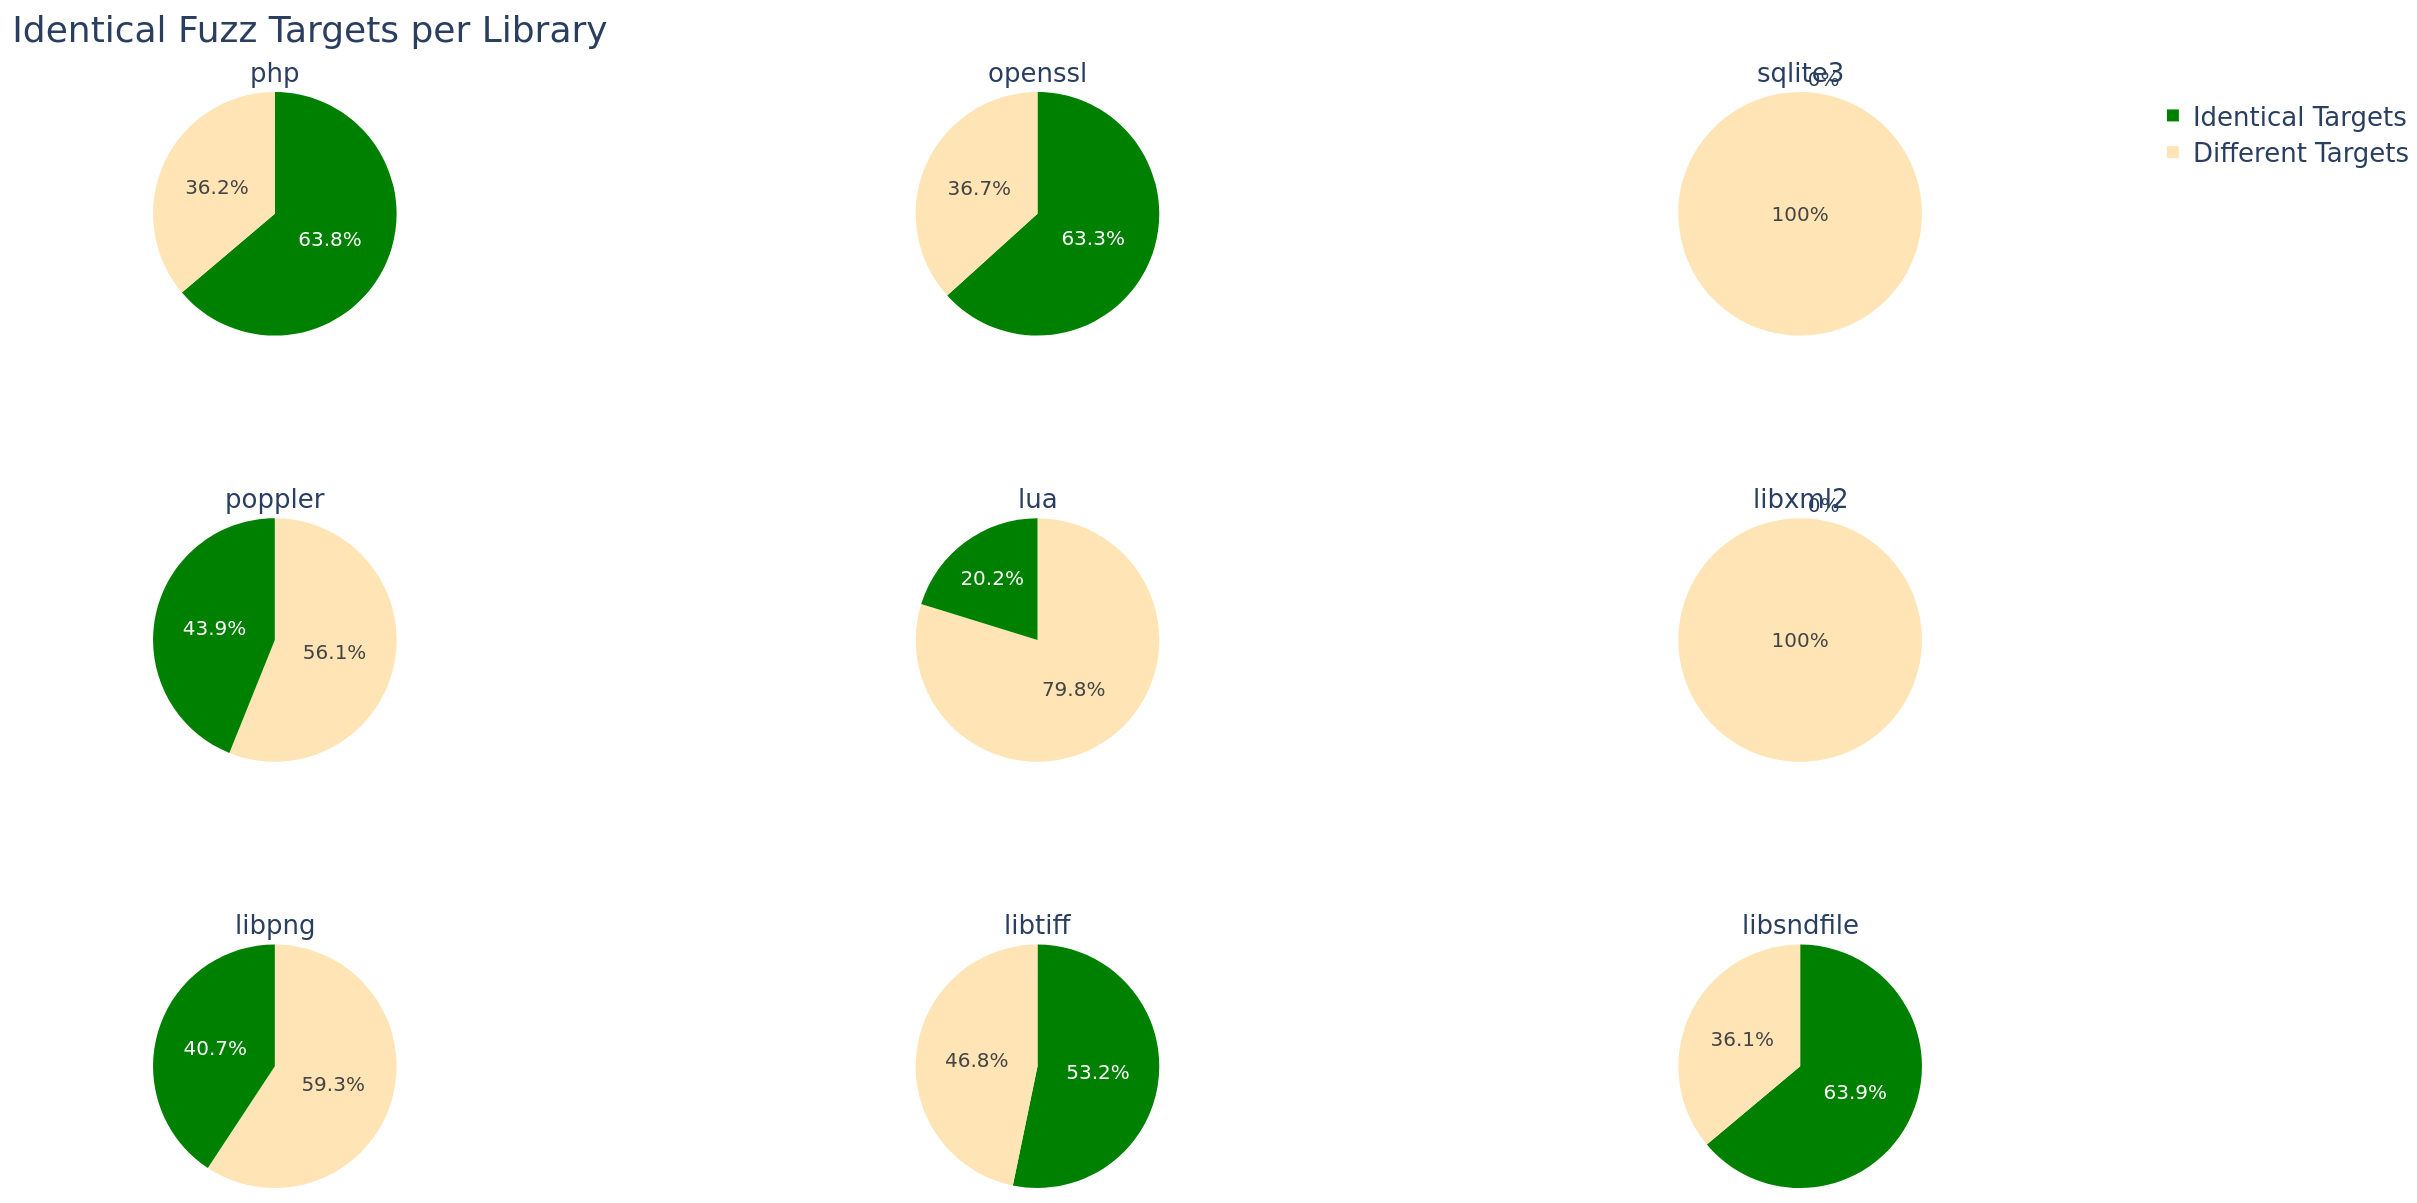 Identical Fuzz Targets per Library
php
openssl
sqlite3
0%
Identical Targets
Different Targets
36.2%
63.8%
36.7%
63.3%
100%
poppler
lua
libxml2
0%
43.9%
56.1%
20.2%
79.8%
100%
libpng
libtiff
libsndfile
40.7%
59.3%
46.8%
53.2%
36.1%
63.9%